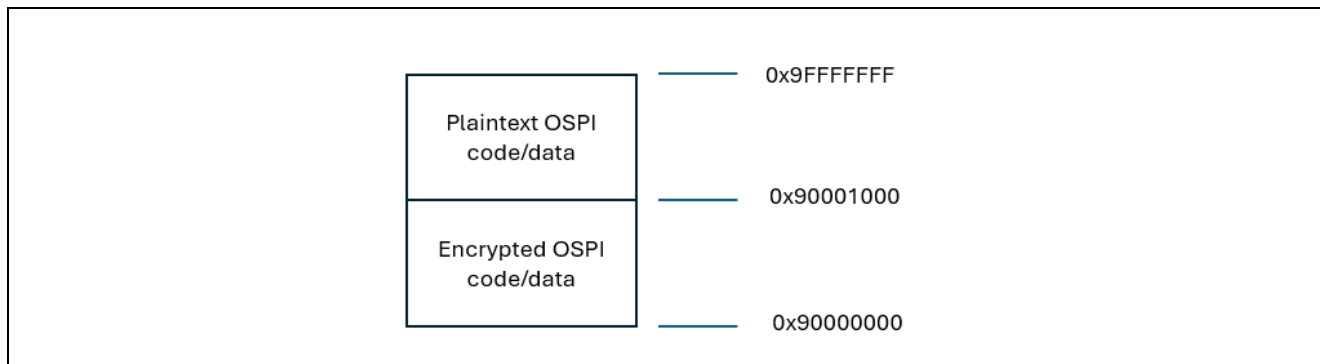 0x9FFFFFFF
Plaintext OSPI
code/data
0x90001000
Encrypted OSPI
code/data
0x90000000